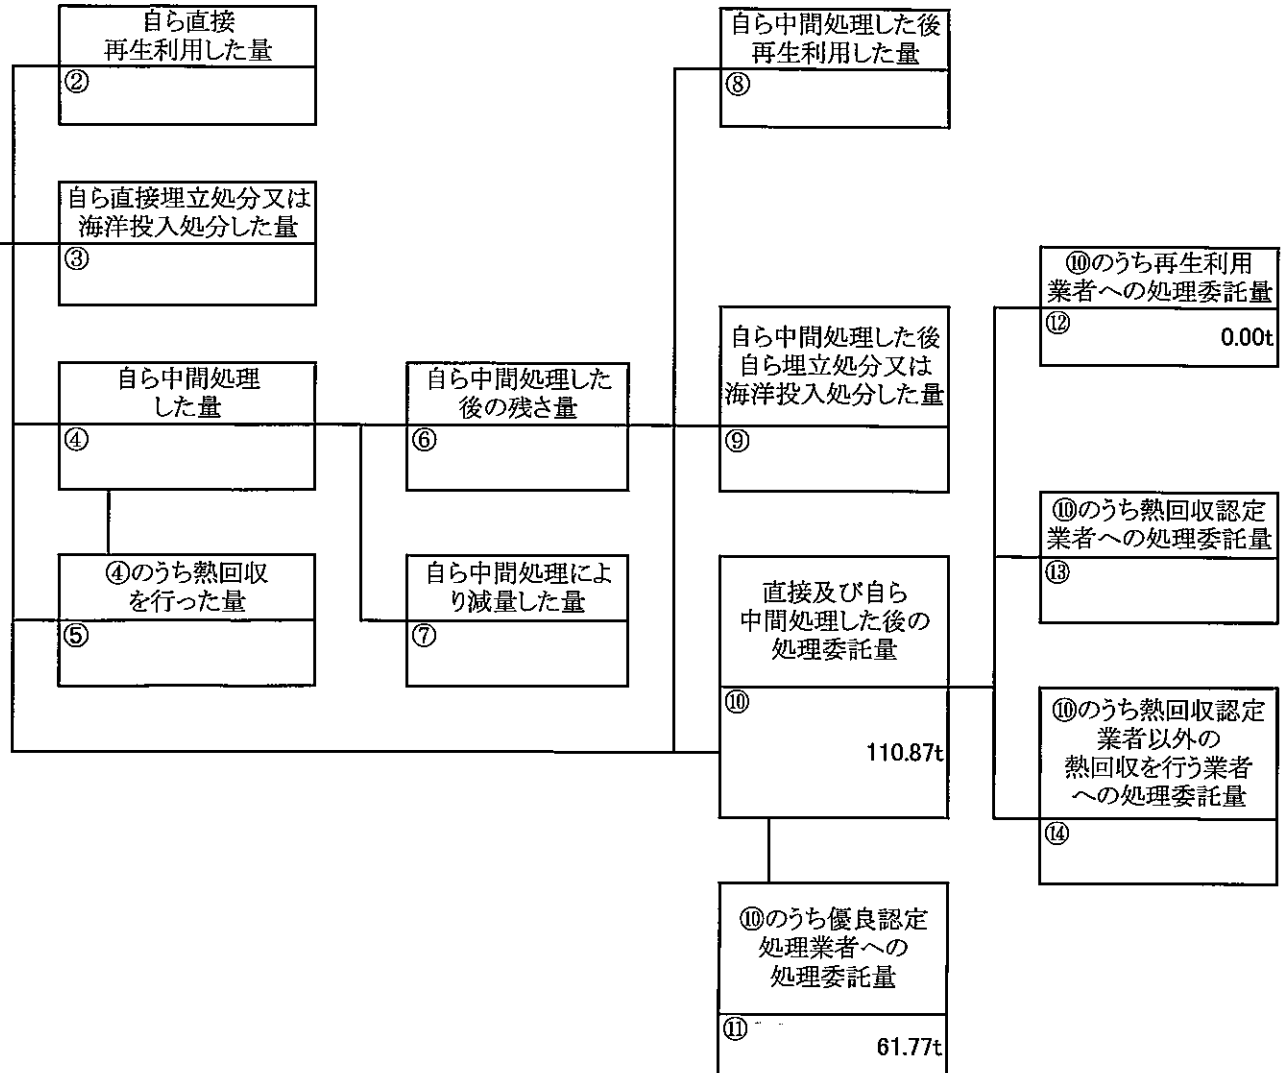 自ら直接
再生利用した量
②
自ら直接埋立処分又は
海洋投入処分した量
③
自ら中間処理
した量
④
④のうち熱回収
を行った量
⑤
自ら中間処理した
後の残さ量
⑥
自ら中間処理によ
り減量した量
⑦
自ら中間処理した後
再生利用した量
⑧
自ら中間処理した後
自ら埋立処分又は
海洋投入処分した量
⑨
直接及び自ら
中間処理した後の
処理委託量
⑩
110.87t
⑩のうち優良認定
処理業者への
処理委託量
⑪
61.77t
⑩のうち再生利用
業者への処理委託量
⑫
0.00t
⑩のうち熱回収認定
業者への処理委託量
⑬
⑩のうち熱回収認定
業者以外の
熱回収を行う業者
への処理委託量
⑭